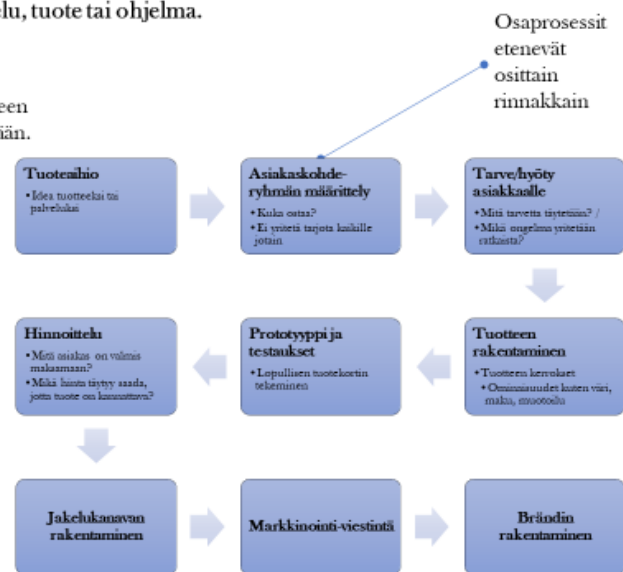 elu, tuote tai ohjelma.
Osaprosessit
etenevät
osittain
rinnakkain
een
ään.
Tuoteaihio
• Idea tuotteeksi tai
palveluksi
Asiakaskohde-
ryhmän määrittely
• Kuka ostaa?
• Ei yritetä tarjota kaikille
jotain
Tarve/hyöty
asiakkaalle
• Mitä tarvetta täytetään? /
• Mikä ongelma yritetään
ratkaista?
Hinnoittelu
• Mitä asiakas on valmis
maksamaan?
• Mikä hinta täytyy saada,
jotta tuote on kannattava?
Prototyyppi ja
testaukset
• Lopullisen tuotekortin
tekeminen
Tuotteen
rakentaminen
• Tuotteen kerrokset
• Ominaisuudet kuten väri,
maku, muotoilu
Jakelukanavan
rakentaminen
Markkinointi-viestintä
Brändin
rakentaminen